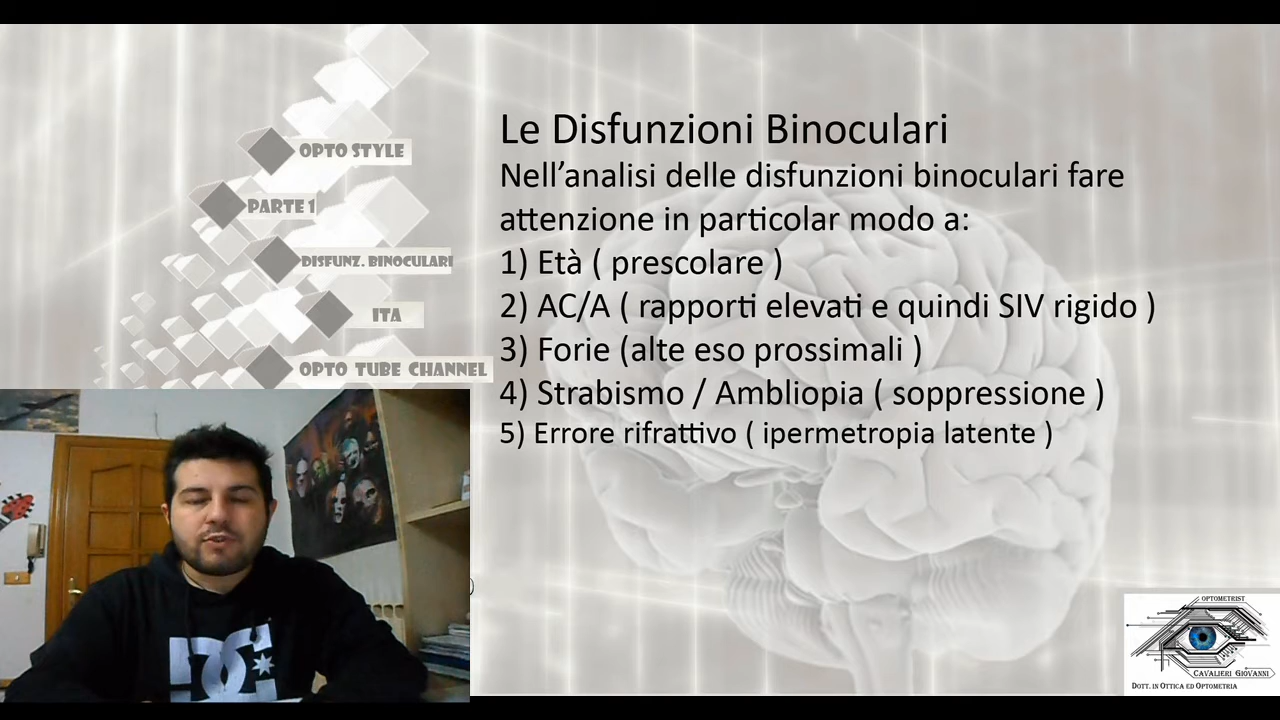 OPTO STYLE
PARTE 1
DISFUNZ. BINOCULARI
ITA
OPTO TUBE CHANNEL
Le Disfunzioni Binoculari
Nell’analisi delle disfunzioni binoculari fare
attenzione in particolar modo a:
1) Età ( prescolare )
2) AC/A ( rapporti elevati e quindi SIV rigido )
3) Forie (alte eso prossimali )
4) Strabismo / Ambliopia ( soppressione )
5) Errore rifrattivo ( ipermetropia latente )
)
DC
OPTOMETRIST
CAVALIERI GIOVANNI
DOTT. IN OTTICA ED OPTOMETRIA